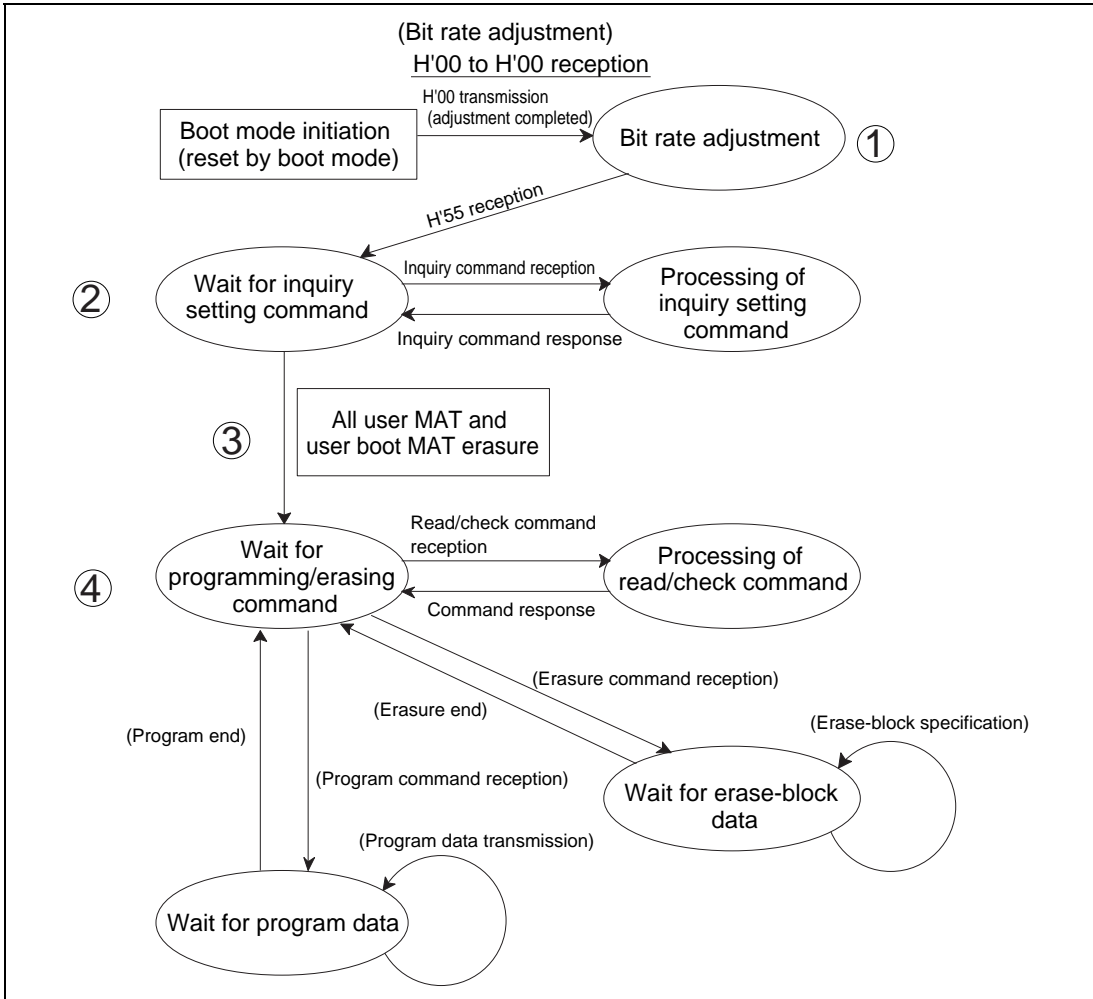 (Bit rate adjustment)
H'00 to H'00 reception
H'00 transmission
(adjustment completed)
Boot mode initiation
(reset by boot mode)
Bit rate adjustment
1
H'55 reception
2
Wait for inquiry
setting command
Inquiry command reception
Inquiry command response
Processing of
inquiry setting
command
3
All user MAT and
user boot MAT erasure
4
Wait for
programming/erasing
command
Read/check command
reception
Command response
Processing of
read/check command
(Erasure command reception)
(Erasure end)
(Program end)
(Program command reception)
(Erase-block specification)
Wait for erase-block
data
(Program data transmission)
Wait for program data